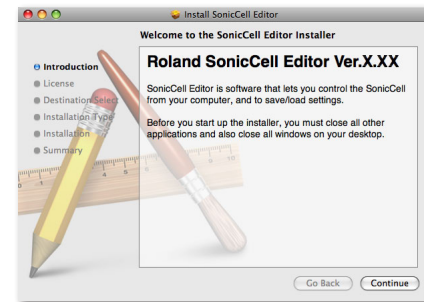 Install SonicCell Editor
Welcome to the SonicCell Editor Installer
Introduction
License
Destination Select
Installation Type
Installation
Summary
Roland SonicCell Editor Ver.X.XX
SonicCell Editor is software that lets you control the SonicCell
from your computer, and to save/load settings.
Before you start up the installer, you must close all other
applications and also close all windows on your desktop.
Go Back
Continue